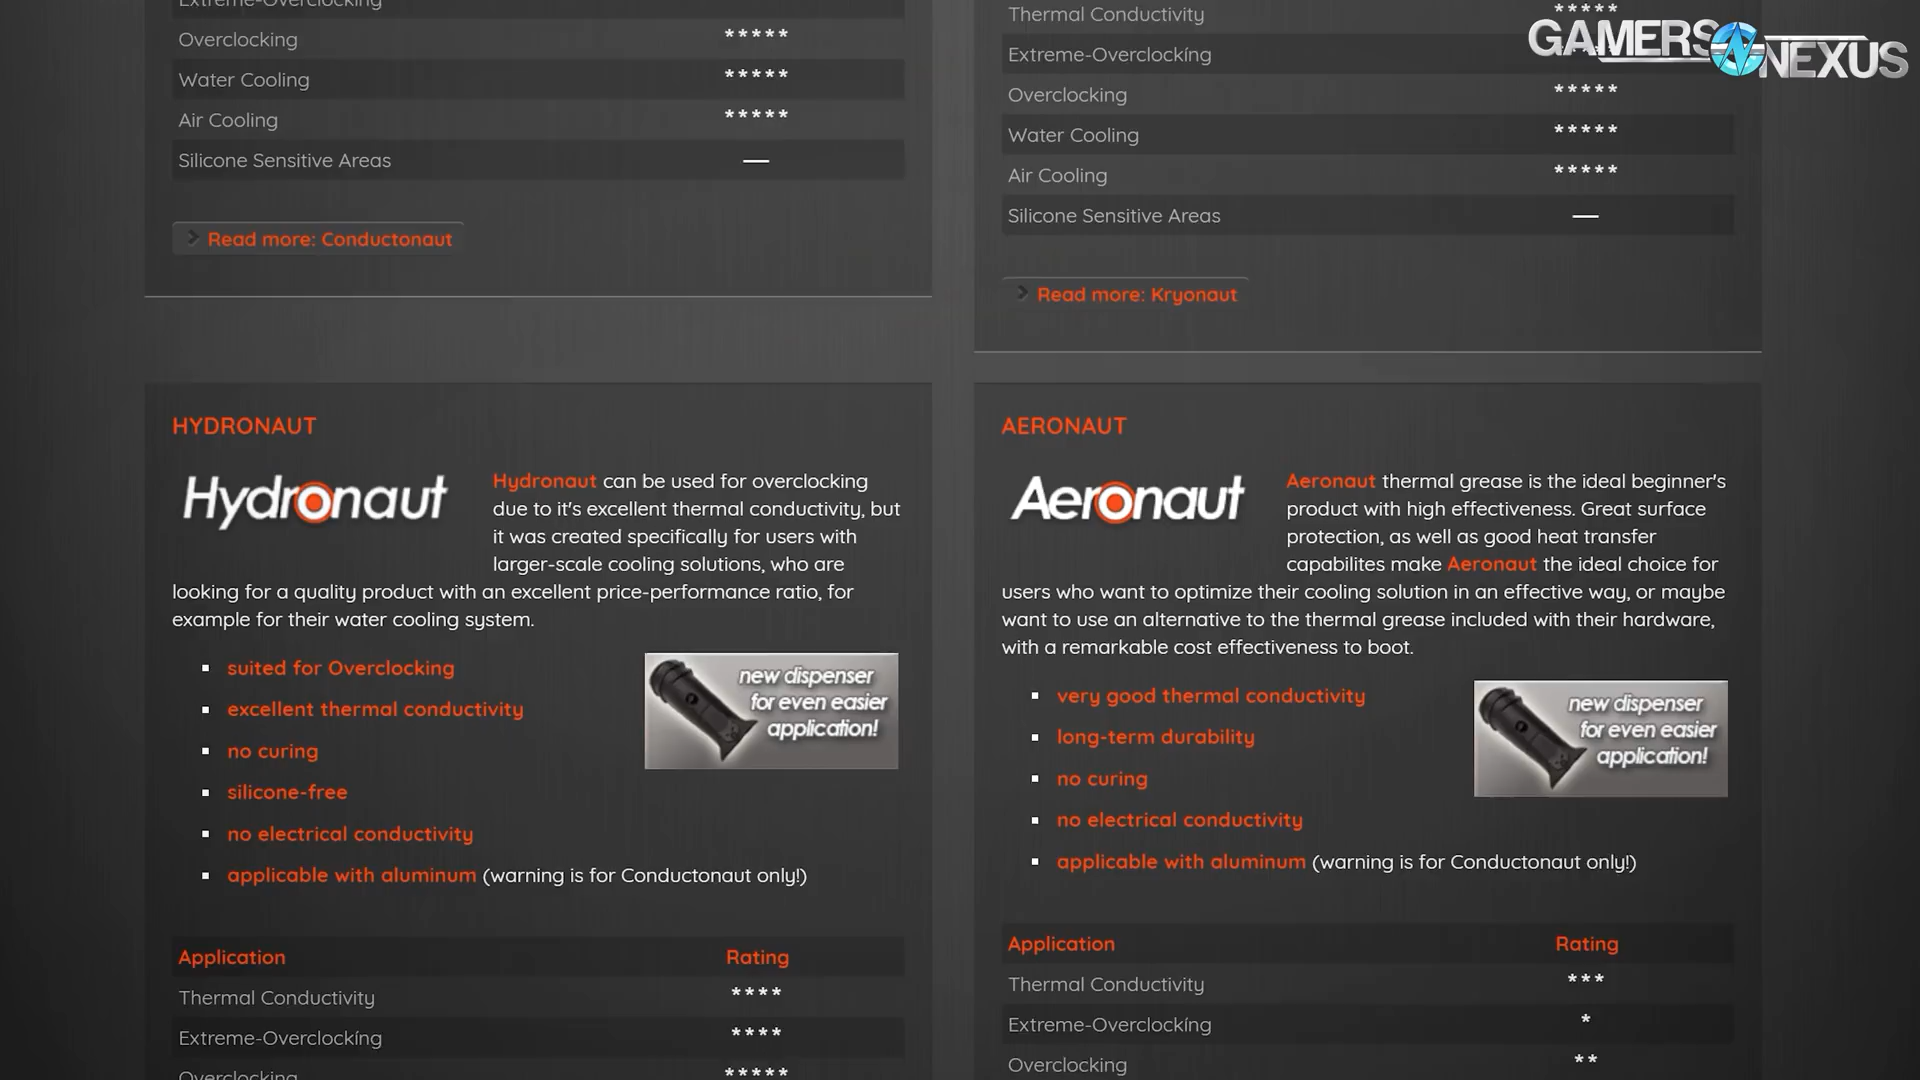 Extreme-Overclocking
Overclocking *****
Water Cooling *****
Air Cooling *****
Silicone Sensitive Areas —
Read more: Conductonaut
Thermal Conductivity *****
Extreme-Overclockíng
Overclocking *****
Water Cooling *****
Air Cooling *****
Silicone Sensitive Areas —
Read more: Kryonaut
GAMERS NEXUS
HYDRONAUT
Hydronaut
Hydronaut can be used for overclocking
due to it's excellent thermal conductivity, but
it was created specifically for users with
larger-scale cooling solutions, who are
looking for a quality product with an excellent price-performance ratio, for
example for their water cooling system.
suited for Overclocking
excellent thermal conductivity
no curing
silicone-free
no electrical conductivity
applicable with aluminum (warning is for Conductonaut only!)
new dispenser
for even easier
application!
Application Rating
Thermal Conductivity ****
Extreme-Overclockíng ****
Overclocking *****
AERONAUT
Aeronaut
Aeronaut thermal grease is the ideal beginner's
product with high effectiveness. Great surface
protection, as well as good heat transfer
capabilites make Aeronaut the ideal choice for
users who want to optimize their cooling solution in an effective way, or maybe
want to use an alternative to the thermal grease included with their hardware,
with a remarkable cost effectiveness to boot.
very good thermal conductivity
long-term durability
no curing
no electrical conductivity
applicable with aluminum (warning is for Conductonaut only!)
new dispenser
for even easier
application!
Application Rating
Thermal Conductivity ***
Extreme-Overclockíng *
Overclocking **